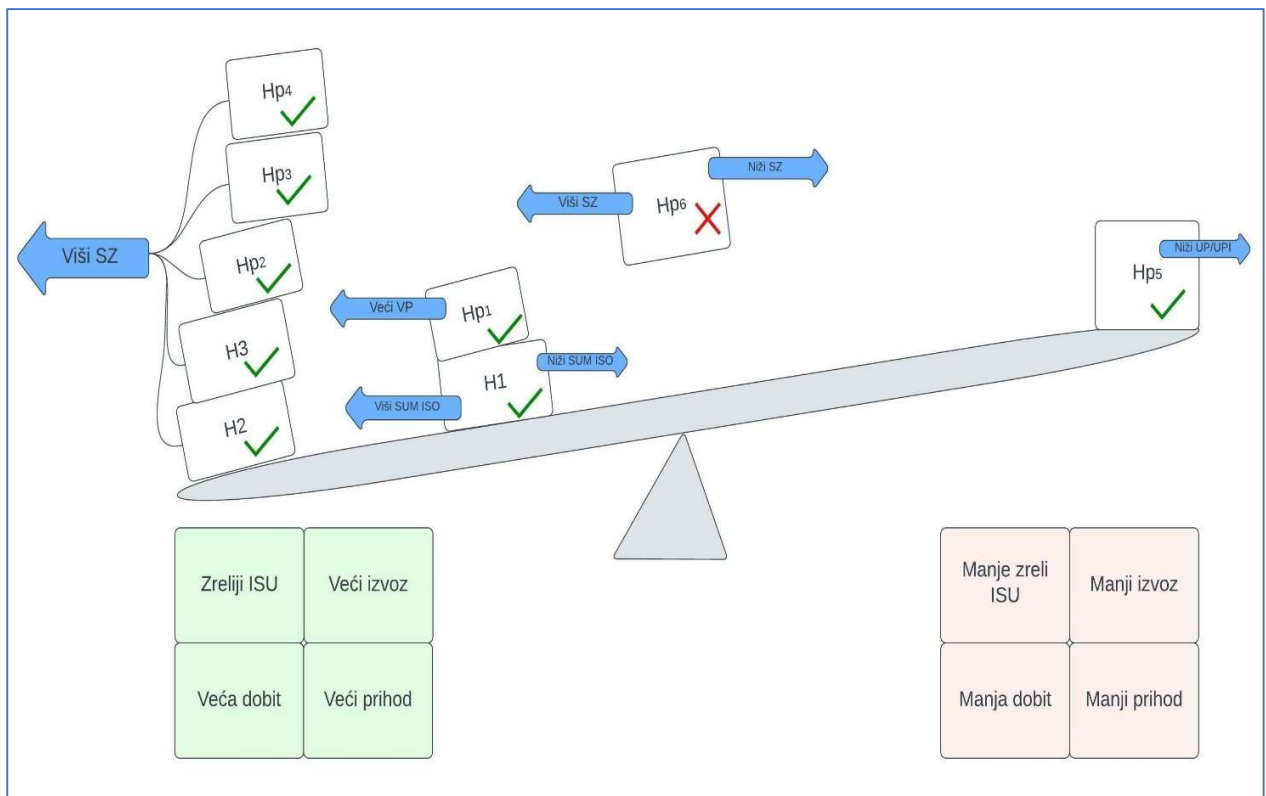 Hp4
Hp3
Viši SZ
Hp2
H3
H2
Veći VP
Hp1
Viši SUM ISO
H1
Niži SUM ISO
Viši SZ
Hp6
Niži SZ
Hp5
Niži UP/UPI
Zreliji ISU
Veći izvoz
Veća dobit
Veći prihod
Manje zreli
ISU
Manji izvoz
Manja dobit
Manji prihod